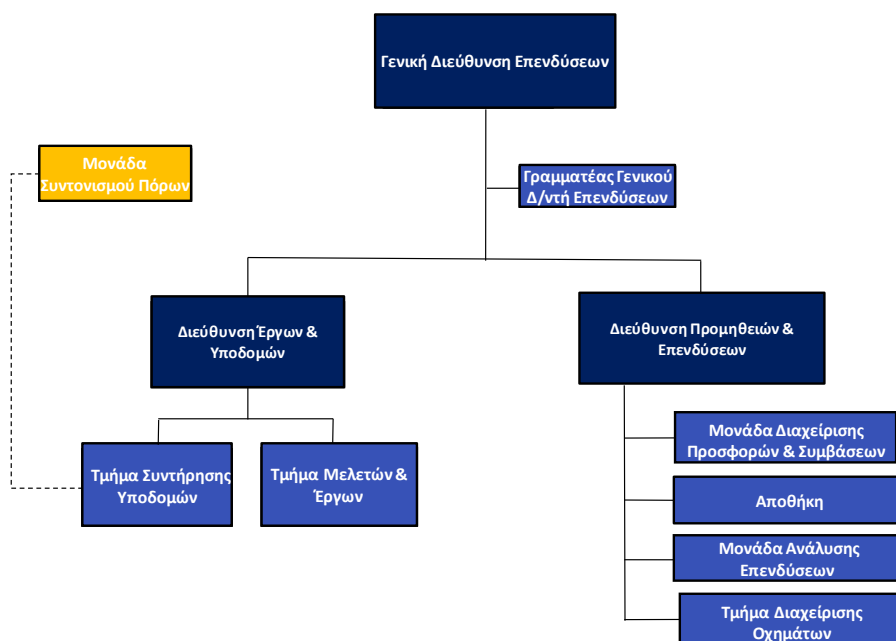 Γενική Διεύθυνση Επενδύσεων
Μονάδα
Συντονισμού Πόρων
Γραμματέας Γενικού
Δ/ντή Επενδύσεων
Διεύθυνση Έργων &
Υποδομών
Διεύθυνση Προμηθειών &
Επενδύσεων
Τμήμα Συντήρησης
Υποδομών
Τμήμα Μελετών &
Έργων
Μονάδα Διαχείρισης
Προσφορών & Συμβάσεων
Αποθήκη
Μονάδα Ανάλυσης
Επενδύσεων
Τμήμα Διαχείρισης
Οχημάτων